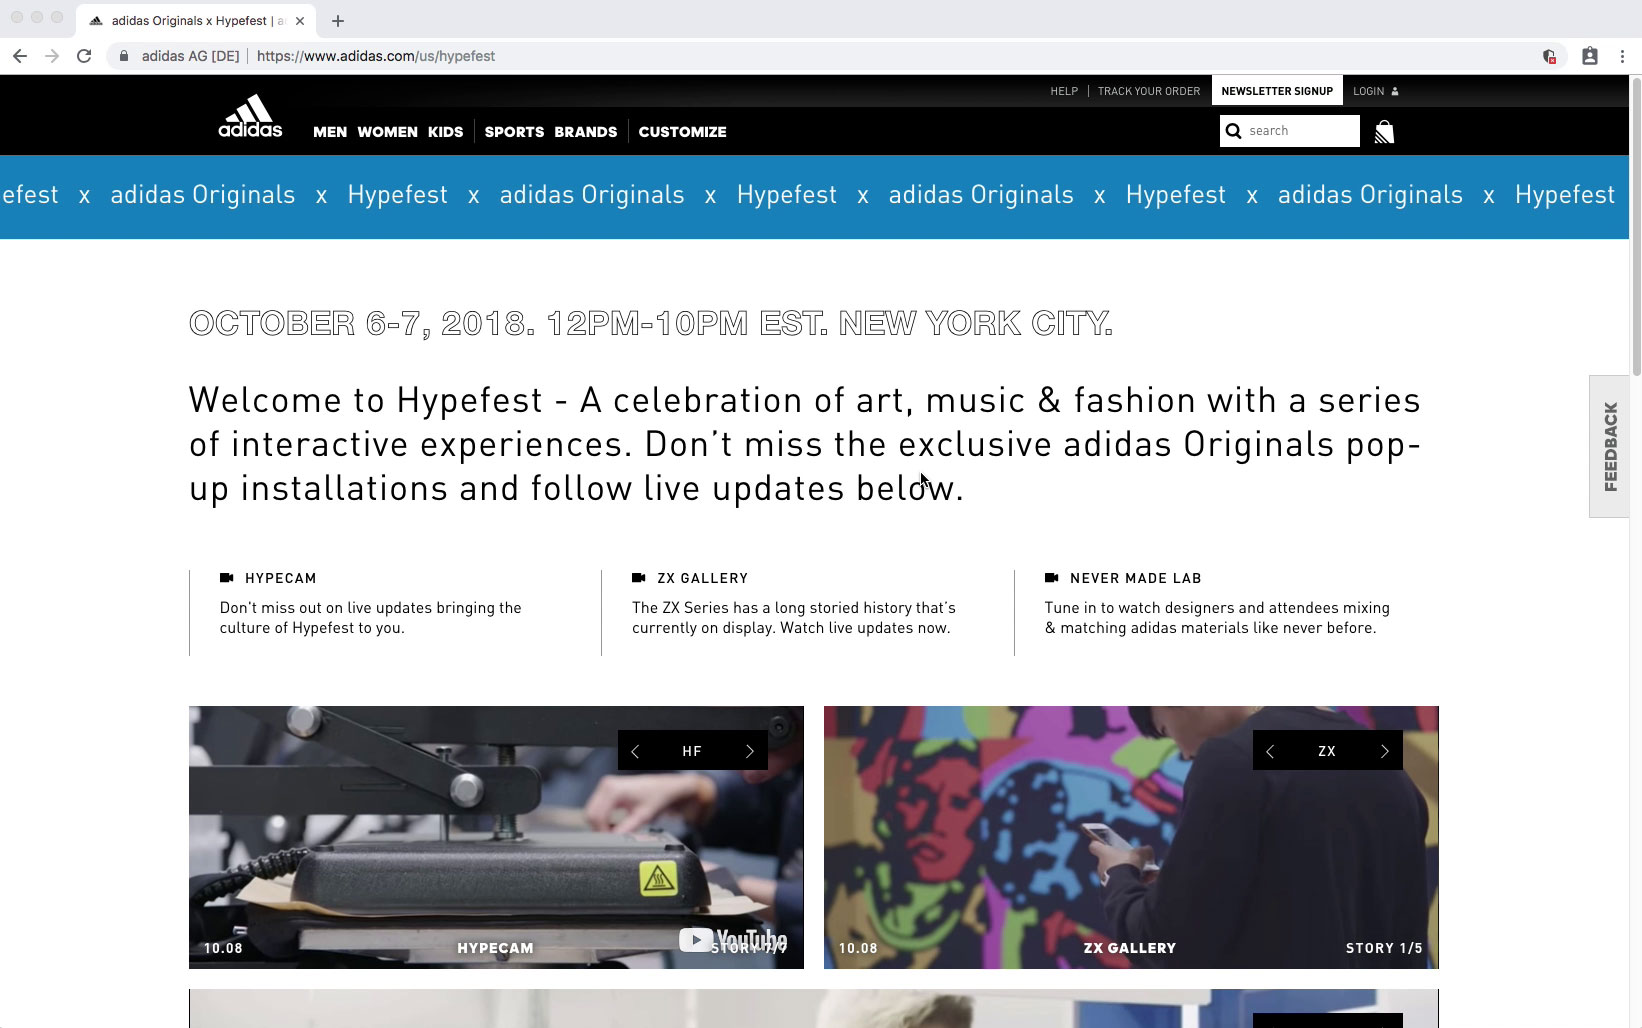 adidas Originals x Hypefest | a
adidas AG [DE] | https://www.adidas.com/us/hypefest
HELP | TRACK YOUR ORDER NEWSLETTER SIGNUP LOGIN
adidas
MEN WOMEN KIDS SPORTS BRANDS CUSTOMIZE
search
efest x adidas Originals x Hypefest x adidas Originals x Hypefest x adidas Originals x Hypefest x adidas Originals x Hypefest
OCTOBER 6-7, 2018. 12PM-10PM EST. NEW YORK CITY.
Welcome to Hypefest - A celebration of art, music & fashion with a series
of interactive experiences. Don't miss the exclusive adidas Originals pop-
up installations and follow live updates below.
FEEDBACK
HYPECAM
Don't miss out on live updates bringing the
culture of Hypefest to you.
ZX GALLERY
The ZX Series has a long storied history that's
currently on display. Watch live updates now.
NEVER MADE LAB
Tune in to watch designers and attendees mixing
& matching adidas materials like never before.
HF
10.08 HYPECAM
YouTube
ZX
10.08 ZX GALLERY STORY 1/5